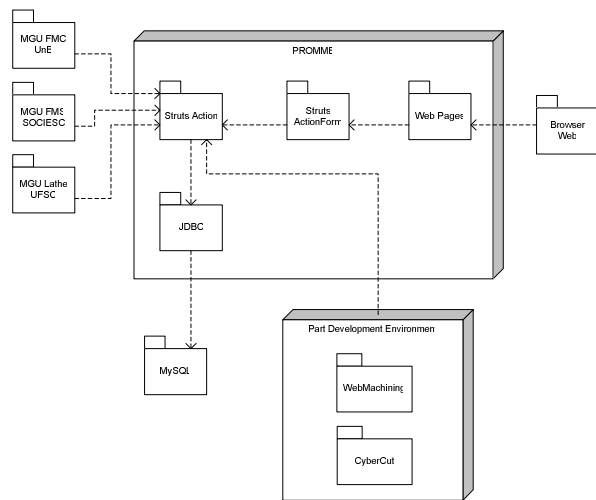 MGU FMC
UnB
PROMME
MGU FMS
SOCIESC
Struts Action
Struts
ActionForm
Web Pages
Browser
Web
MGU Lathe
UFSC
JDBC
Part Development Environmen
MySQL
WebMachining
CyberCut